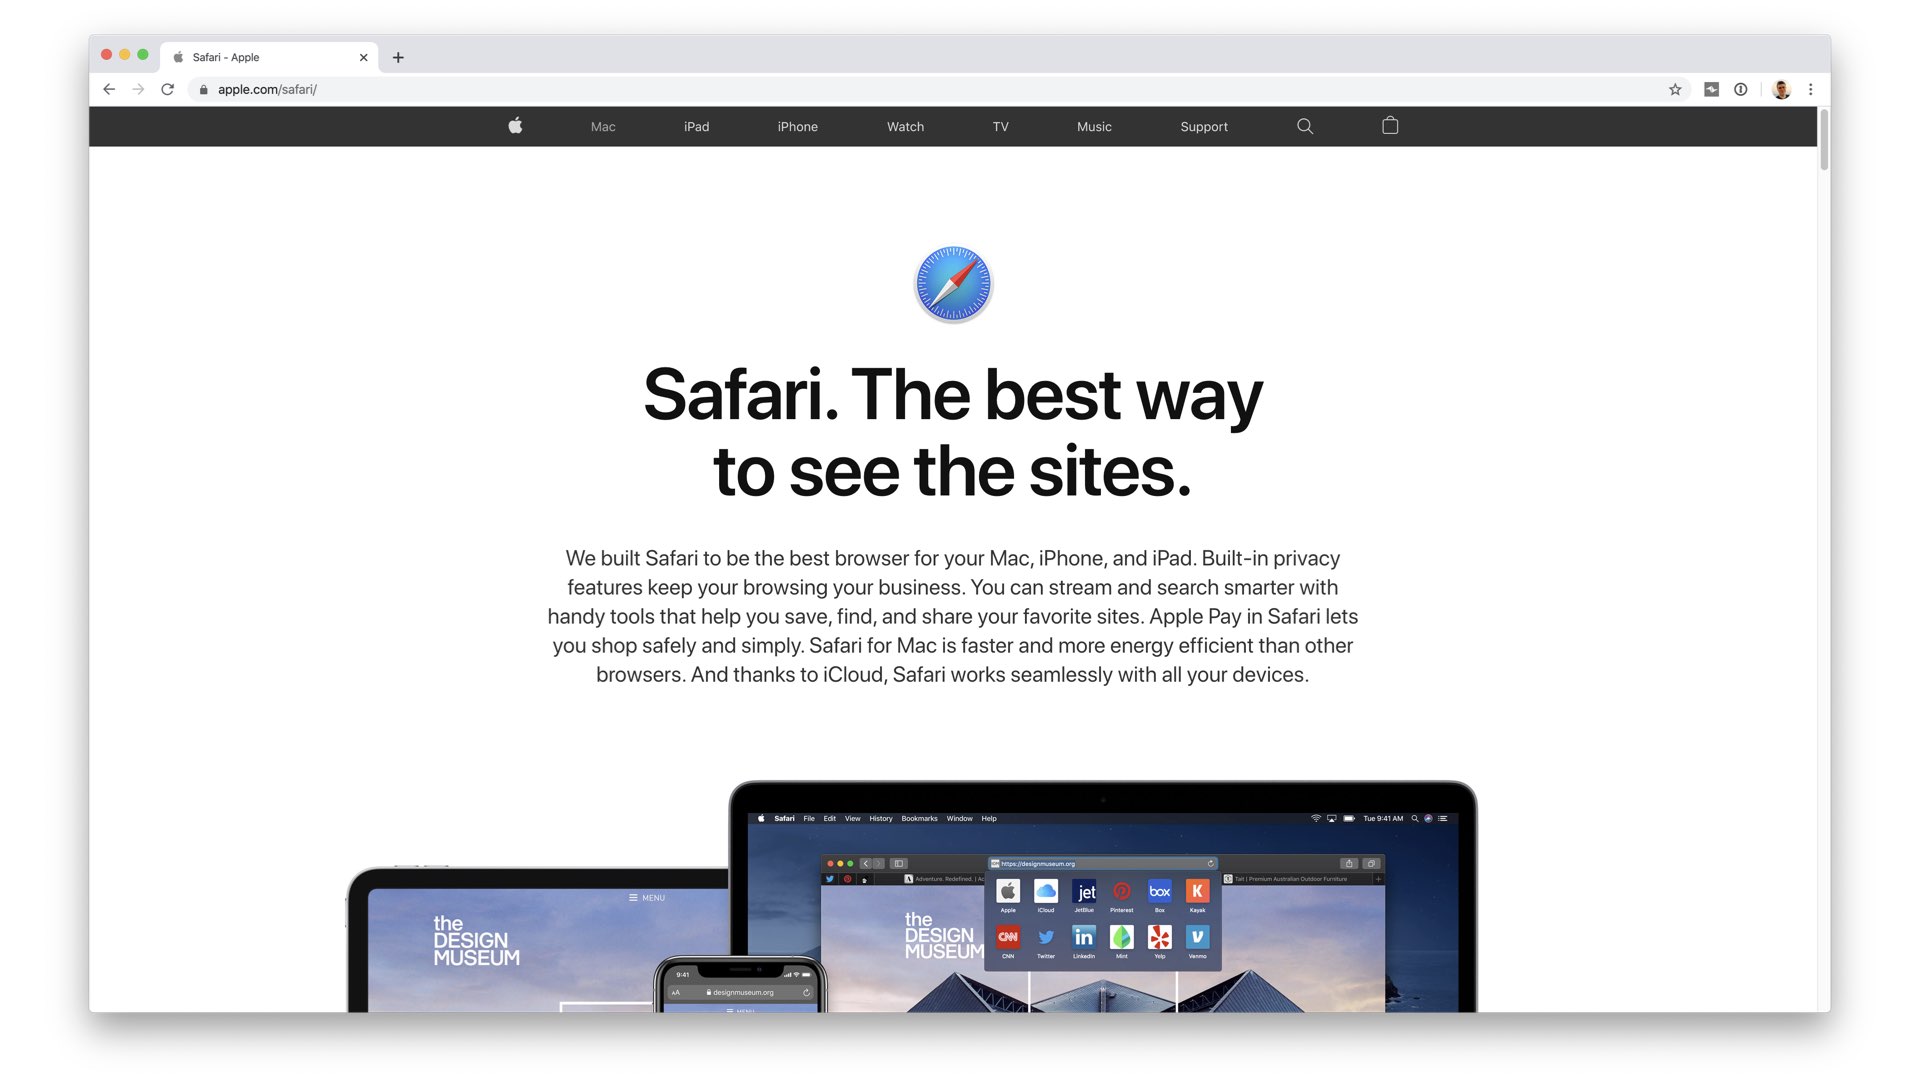 Safari - Apple
apple.com/safari/
Mac iPad iPhone Watch TV Music Support
Safari. The best way
to see the sites.
We built Safari to be the best browser for your Mac, iPhone, and iPad. Built-in privacy
features keep your browsing your business. You can stream and search smarter with
handy tools that help you save, find, and share your favorite sites. Apple Pay in Safari lets
you shop safely and simply. Safari for Mac is faster and more energy efficient than other
browsers. And thanks to iCloud, Safari works seamlessly with all your devices.
Safari File Edit View History Bookmarks Window Help Tue 9:41 AM
https://designmuseum.org
Adventure. Redefined. | Ac
Tait | Premium Australian Outdoor Furniture
jet box K
Apple iCloud JetBlue Pinterest Box Kayak
CNN in V
CNN Twitter LinkedIn Mint Yelp Venmo
MENU
the
DESIGN
MUSEUM
the
DESIGN
MUSEUM
9:41
AA designmuseum.org
MENU